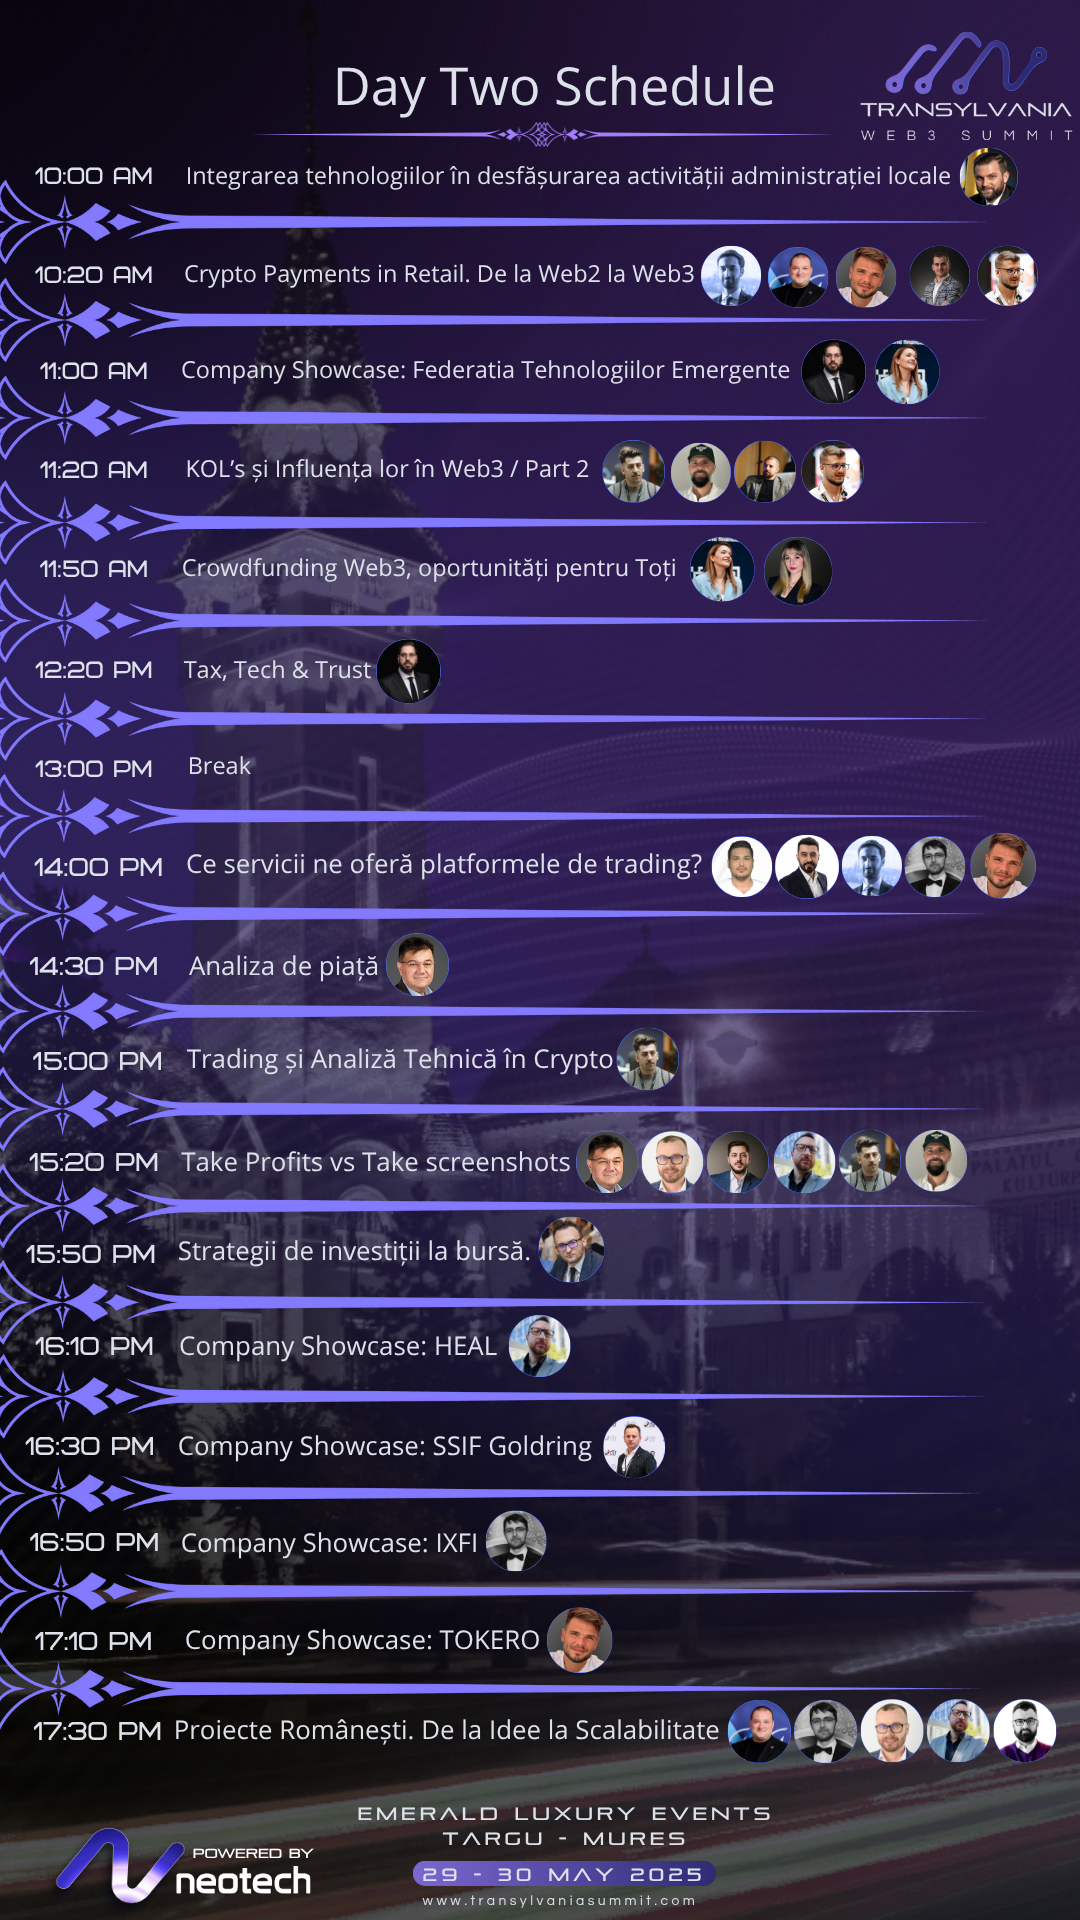 Day Two Schedule
TRANSYLVANIA
WEB3 SUMMIT
10:00 AM Integrarea tehnologiilor în desfășurarea activității administrației locale
10:20 AM Crypto Payments in Retail. De la Web2 la Web3
11:00 AM Company Showcase: Federatia Tehnologiilor Emergente
11:20 AM KOL's și Influența lor în Web3 / Part 2
11:50 AM Crowdfunding Web3, oportunități pentru Toți
12:20 PM Tax, Tech & Trust
13:00 PM Break
14:00 PM Ce servicii ne oferă platformele de trading?
14:30 PM Analiza de piață
15:00 PM Trading și Analiză Tehnică în Crypto
15:20 PM Take Profits vs Take screenshots
15:50 PM Strategii de investiții la bursă.
16:10 PM Company Showcase: HEAL
16:30 PM Company Showcase: SSIF Goldring
16:50 PM Company Showcase: IXFI
17:10 PM Company Showcase: TOKERO
17:30 PM Proiecte Românești. De la Idee la Scalabilitate
EMERALD LUXURY EVENTS
TARGU - MURES
29 - 30 MAY 2025
www.transylvaniasummit.com
POWERED BY
neotech